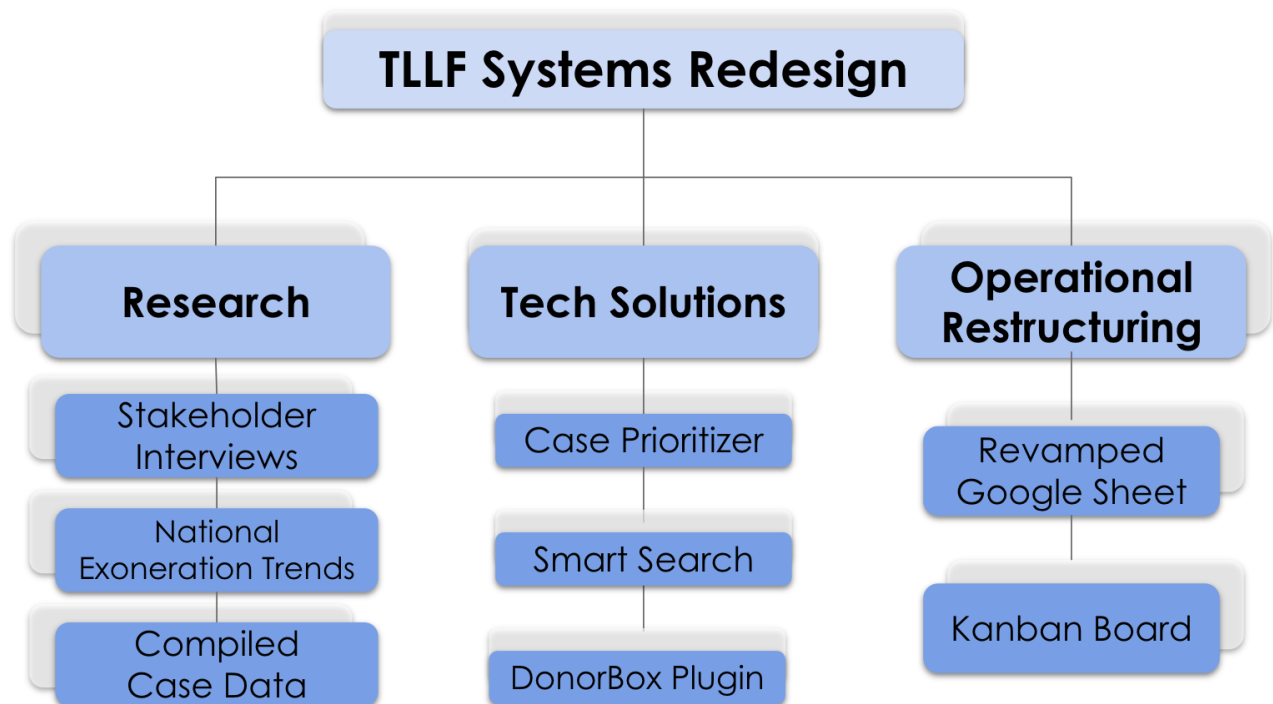 TLLF Systems Redesign
Research
Stakeholder
Interviews
National
Exoneration Trends
Compiled
Case Data
Tech Solutions
Case Prioritizer
Smart Search
DonorBox Plugin
Operational
Restructuring
Revamped
Google Sheet
Kanban Board